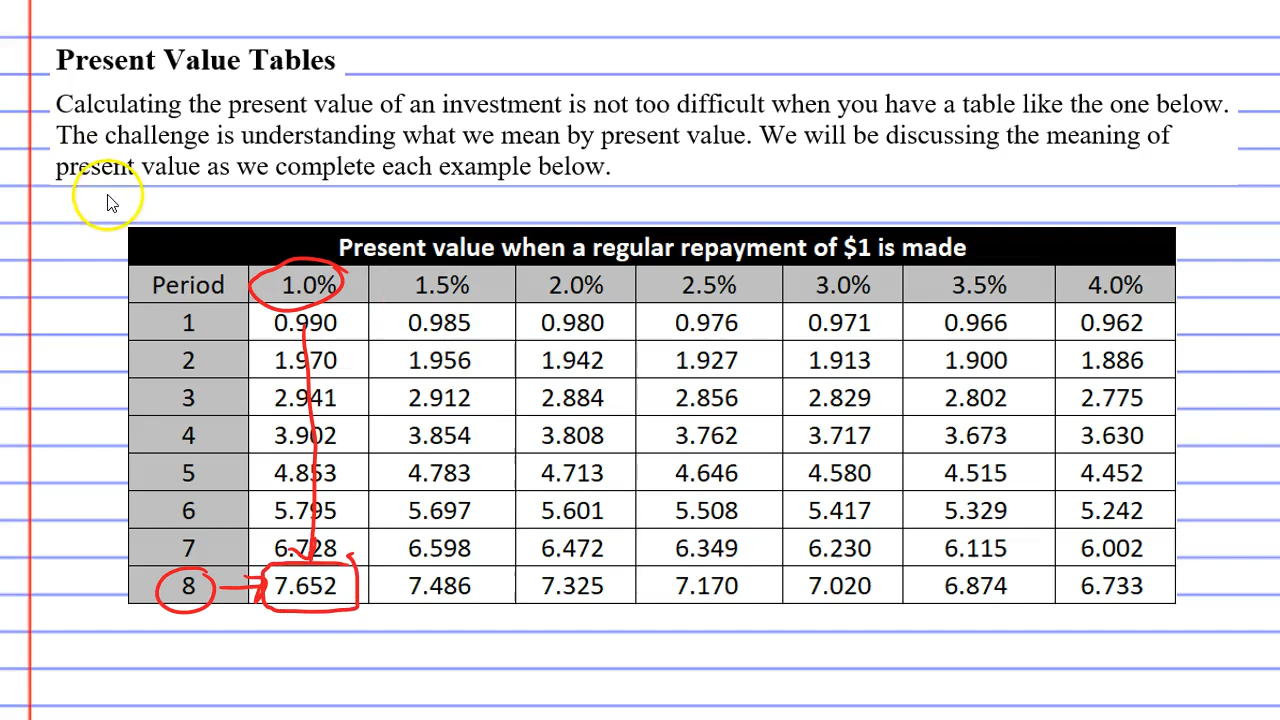 Present Value Tables
Calculating the present value of an investment is not too difficult when you have a table like the one below.
The challenge is understanding what we mean by present value. We will be discussing the meaning of
present value as we complete each example below.
Present value when a regular repayment of $1 is made
Period 1.0% 1.5% 2.0% 2.5% 3.0% 3.5% 4.0%
1 0.990 0.985 0.980 0.976 0.971 0.966 0.962
2 1.970 1.956 1.942 1.927 1.913 1.900 1.886
3 2.941 2.912 2.884 2.856 2.829 2.802 2.775
4 3.902 3.854 3.808 3.762 3.717 3.673 3.630
5 4.853 4.783 4.713 4.646 4.580 4.515 4.452
6 5.795 5.697 5.601 5.508 5.417 5.329 5.242
7 6.728 6.598 6.472 6.349 6.230 6.115 6.002
8 7.652 7.486 7.325 7.170 7.020 6.874 6.733